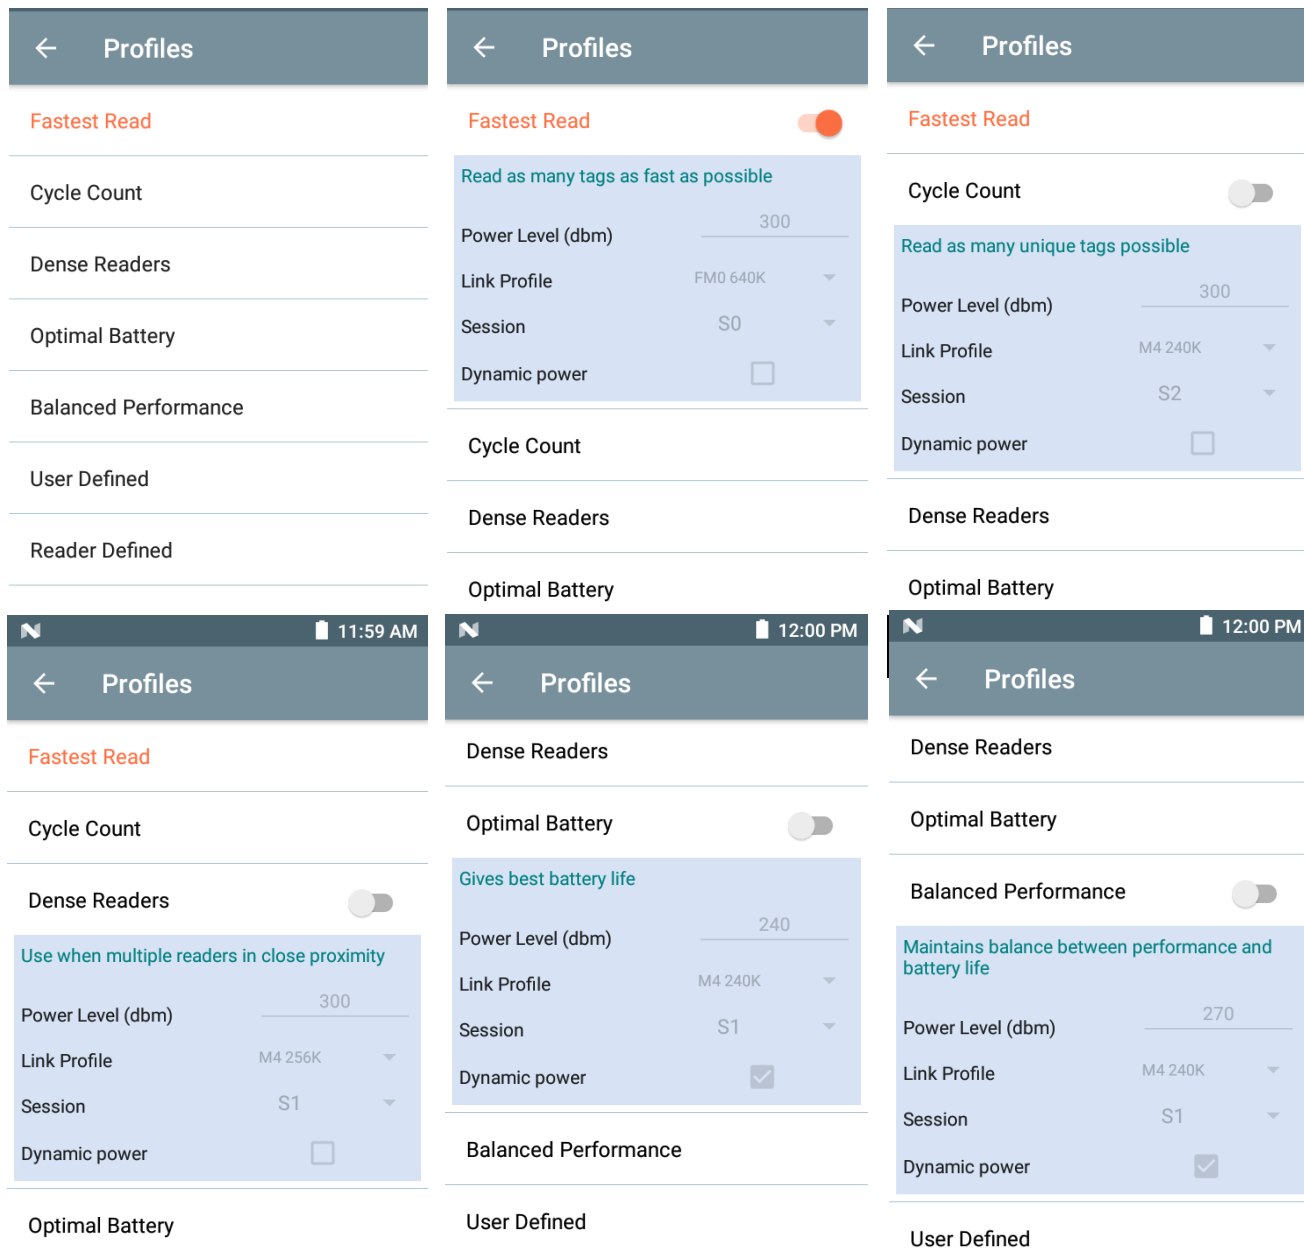 Profiles
Fastest Read
Cycle Count
Dense Readers
Optimal Battery
Balanced Performance
User Defined
Reader Defined
Profiles
Fastest Read
Read as many tags as fast as possible
Power Level (dbm) 300
Link Profile FM0 640K
Session S0
Dynamic power
Cycle Count
Dense Readers
Optimal Battery
Profiles
Fastest Read
Cycle Count
Read as many unique tags possible
Power Level (dbm) 300
Link Profile M4 240K
Session S2
Dynamic power
Dense Readers
Optimal Battery
11:59 AM
Profiles
Fastest Read
Cycle Count
Dense Readers
Use when multiple readers in close proximity
Power Level (dbm) 300
Link Profile M4 256K
Session S1
Dynamic power
Optimal Battery
12:00 PM
Profiles
Dense Readers
Optimal Battery
Gives best battery life
Power Level (dbm) 240
Link Profile M4 240K
Session S1
Dynamic power
Balanced Performance
User Defined
12:00 PM
Profiles
Dense Readers
Optimal Battery
Balanced Performance
Maintains balance between performance and
battery life
Power Level (dbm) 270
Link Profile M4 240K
Session S1
Dynamic power
User Defined